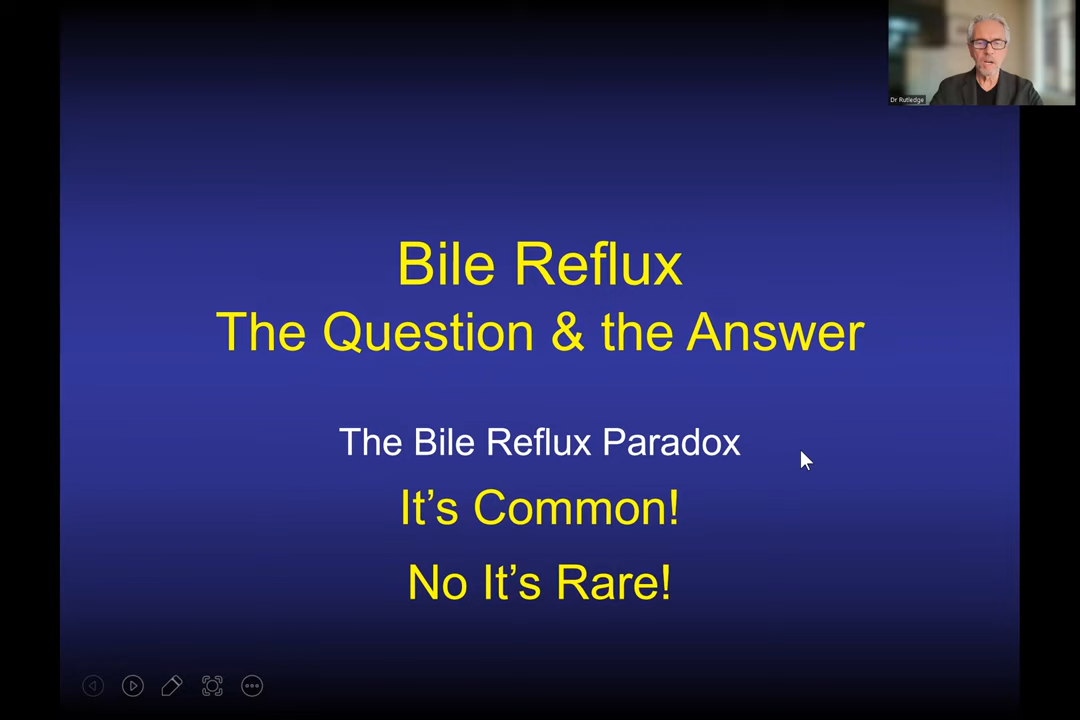 Dr Rutledge
Bile Reflux
The Question & the Answer
The Bile Reflux Paradox
It’s Common!
No It’s Rare!